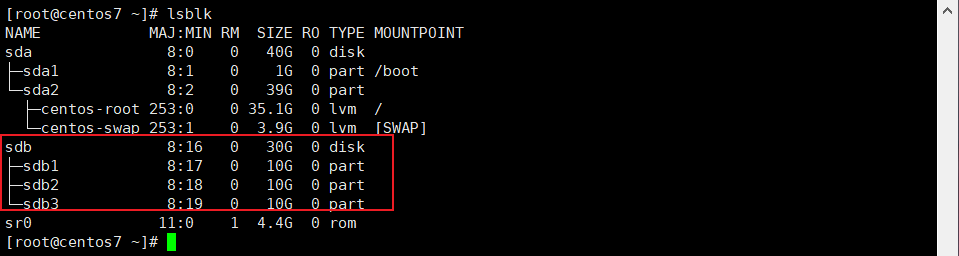 [root@centos7 ~]# lsblk
NAME            MAJ:MIN RM  SIZE RO TYPE MOUNTPOINT
sda               8:0    0   40G  0 disk
├─sda1            8:1    0    1G  0 part /boot
└─sda2            8:2    0   39G  0 part
  ├─centos-root 253:0    0 35.1G  0 lvm  /
  └─centos-swap 253:1    0  3.9G  0 lvm  [SWAP]
sdb               8:16   0   30G  0 disk
├─sdb1            8:17   0   10G  0 part
├─sdb2            8:18   0   10G  0 part
└─sdb3            8:19   0   10G  0 part
sr0              11:0    1  4.4G  0 rom
[root@centos7 ~]#